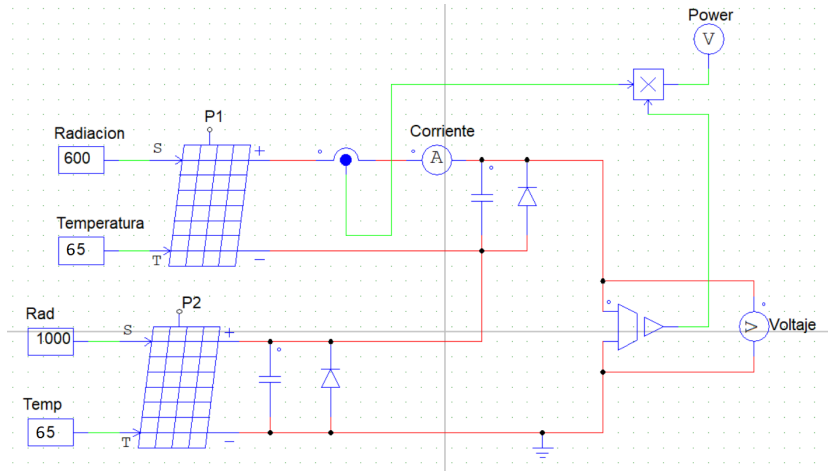 Power
V
P1
Corriente
Radiacion
600
S
+
A
Temperatura
65
T
−
P2
Rad
1000
S
+
V
Voltaje
Temp
65
T
−